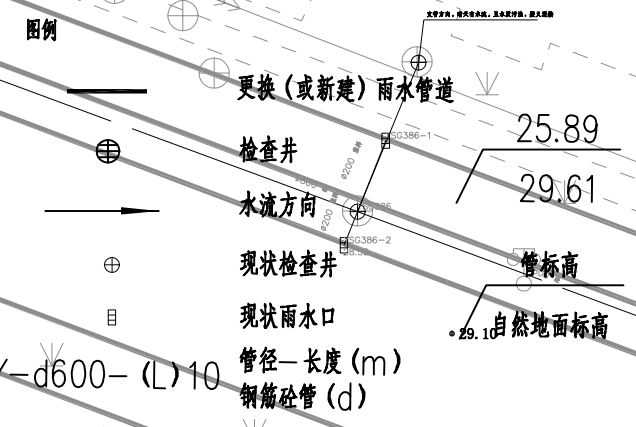 图例
更换（或新建）雨水管道
SG386-1
25.89
检查井
ø200
29.61
水流方向
ø200
SG386-2
现状检查井
管标高
现状雨水口
29.10
自然地面标高
-d600-（L）10
管径—长度（m）
钢筋砼管（d）